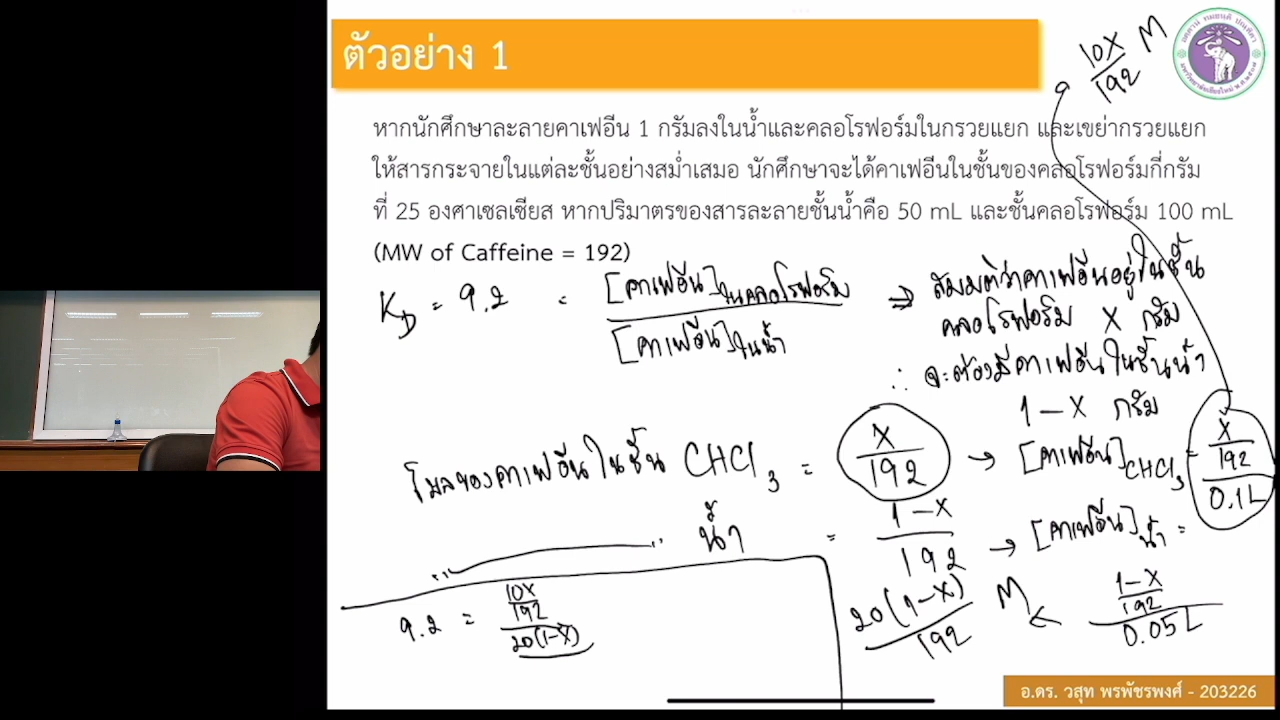 ตัวอย่าง 1
10X/192 M
หากนักศึกษาละลายคาเฟอีน 1 กรัมลงในน้ำและคลอโรฟอร์มในกรวยแยก และเขย่ากรวยแยก
ให้สารกระจายในแต่ละชั้นอย่างสม่ำเสมอ นักศึกษาจะได้คาเฟอีนในชั้นของคลอโรฟอร์มกี่กรัม
ที่ 25 องศาเซลเซียส หากปริมาตรของสารละลายชั้นน้ำคือ 50 mL และชั้นคลอโรฟอร์ม 100 mL
(MW of Caffeine = 192)
K_D = 9.2 = [คาเฟอีน]ในคลอโรฟอร์ม / [คาเฟอีน]ในน้ำ
⇒ สมมติว่าคาเฟอีนอยู่ในชั้น
คลอโรฟอร์ม X กรัม
∴ จะต้องมีคาเฟอีนในชั้นน้ำ
1 – X กรัม
โมลของคาเฟอีนในชั้น CHCl3 = X/192 → [คาเฟอีน]CHCl3 = X/192 / 0.1L
" น้ำ = 1-X/192 → [คาเฟอีน]น้ำ = 1-X/192 / 0.05L
20(1-X)/192 M
9.2 = 10X/192 / 20(1-X)
อ.ดร. วสุท พรพัชรพงศ์ - 203226